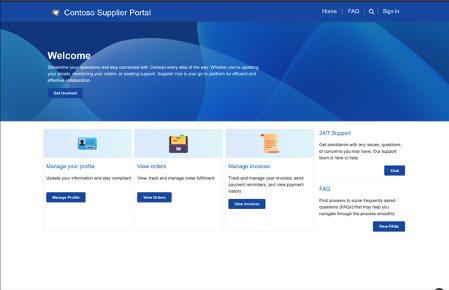 Contoso Supplier Portal
Home
FAQ
Sign in
Welcome
Streamline your operations and stay connected with Contoso every step of the way. Whether you're updating
your details, monitoring your orders, or seeking support, Supplier Hub is your go to platform for efficient and
effective collaboration
Get Involved
Manage your profile
Update your information and stay compliant
Manage Profile
View orders
View, track and manage order fulfillment
View Orders
Manage Invoices
Track and manage your invoices, send
payment reminders, and view payment
history
View Invoices
24/7 Support
Get assistance with any issues, questions,
or concerns you may have. Our support
team is here to help
Chat
FAQ
Find answers to some frequently asked
questions (FAQs) that may help you
navigate through the process smoothly
View FAQs